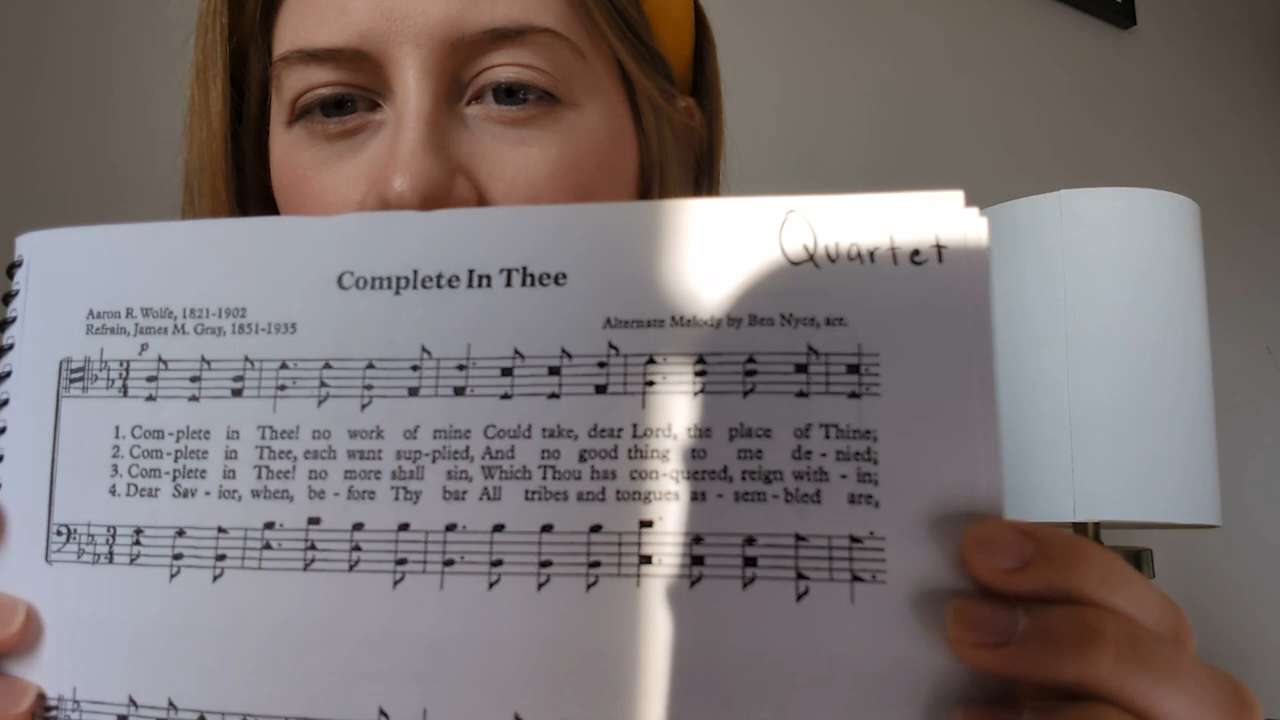 Quartet
Complete In Thee
Aaron R. Wolfe, 1821-1902
Refrain, James M. Gray, 1851-1935
Alternate Melody by Ben Nyce, arr.
p
3
1. Com-plete in Thee! no work of mine Could take, dear Lord, the place of Thine;
2. Com-plete in Thee, each want sup-plied, And no good thing to me de-nied;
3. Com-plete in Thee! no more shall sin, Which Thou has con-quered, reign with-in;
4. Dear Sav-ior, when, be-fore Thy bar All tribes and tongues as-sem-bled are,
3